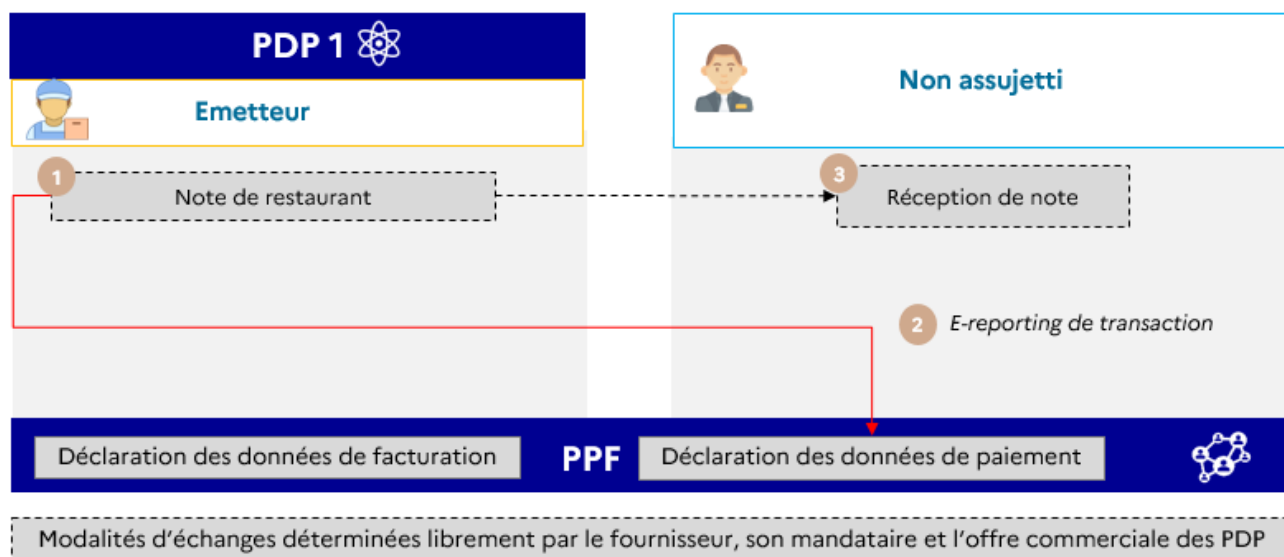 PDP 1
Emetteur
Non assujetti
1
Note de restaurant
3
Réception de note
2
E-reporting de transaction
Déclaration des données de facturation
PPF
Déclaration des données de paiement
Modalités d'échanges déterminées librement par le fournisseur, son mandataire et l'offre commerciale des PDP